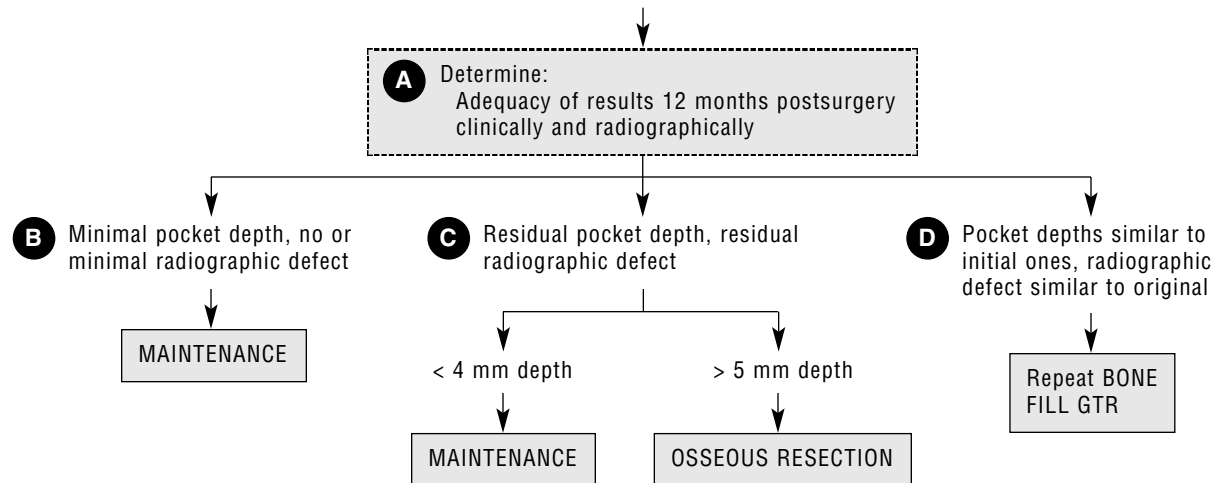 A Determine:
Adequacy of results 12 months postsurgery
clinically and radiographically
B Minimal pocket depth, no or
minimal radiographic defect
MAINTENANCE
C Residual pocket depth, residual
radiographic defect
< 4 mm depth
MAINTENANCE
> 5 mm depth
OSSEOUS RESECTION
D Pocket depths similar to
initial ones, radiographic
defect similar to original
Repeat BONE
FILL GTR